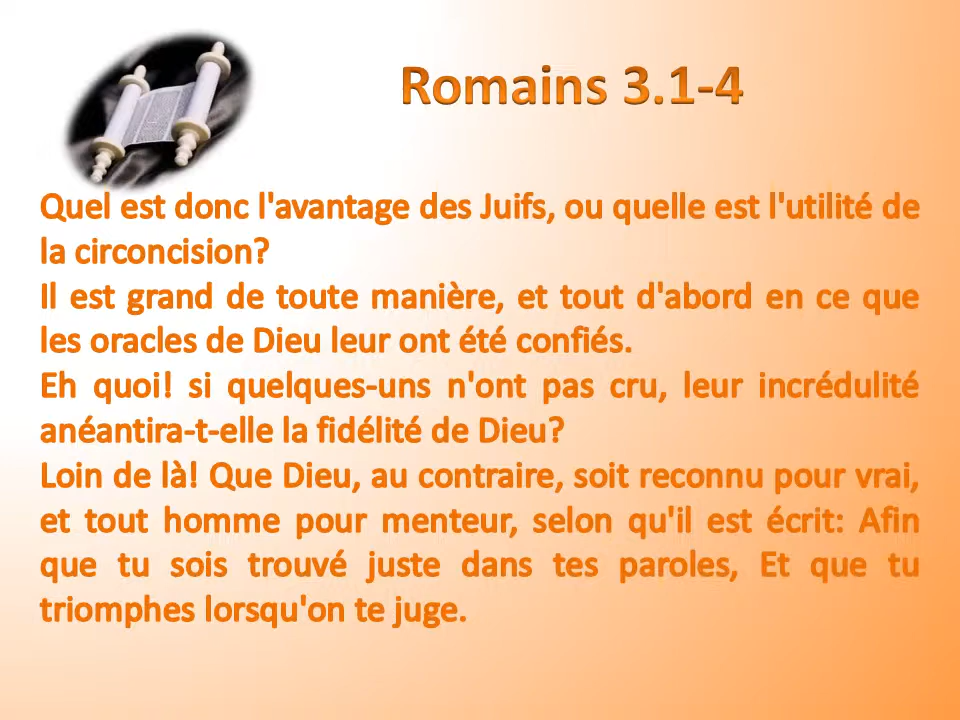 Romains 3.1-4
Quel est donc l'avantage des Juifs, ou quelle est l'utilité de
la circoncision?
Il est grand de toute manière, et tout d'abord en ce que
les oracles de Dieu leur ont été confiés.
Eh quoi! si quelques-uns n'ont pas cru, leur incrédulité
anéantira-t-elle la fidélité de Dieu?
Loin de là! Que Dieu, au contraire, soit reconnu pour vrai,
et tout homme pour menteur, selon qu'il est écrit: Afin
que tu sois trouvé juste dans tes paroles, Et que tu
triomphes lorsqu'on te juge.